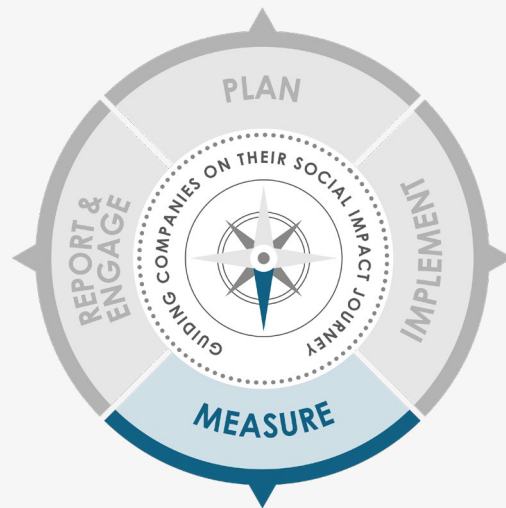 PLAN
GUIDING COMPANIES ON THEIR SOCIAL IMPACT JOURNEY
REPORT &
ENGAGE
IMPLEMENT
MEASURE